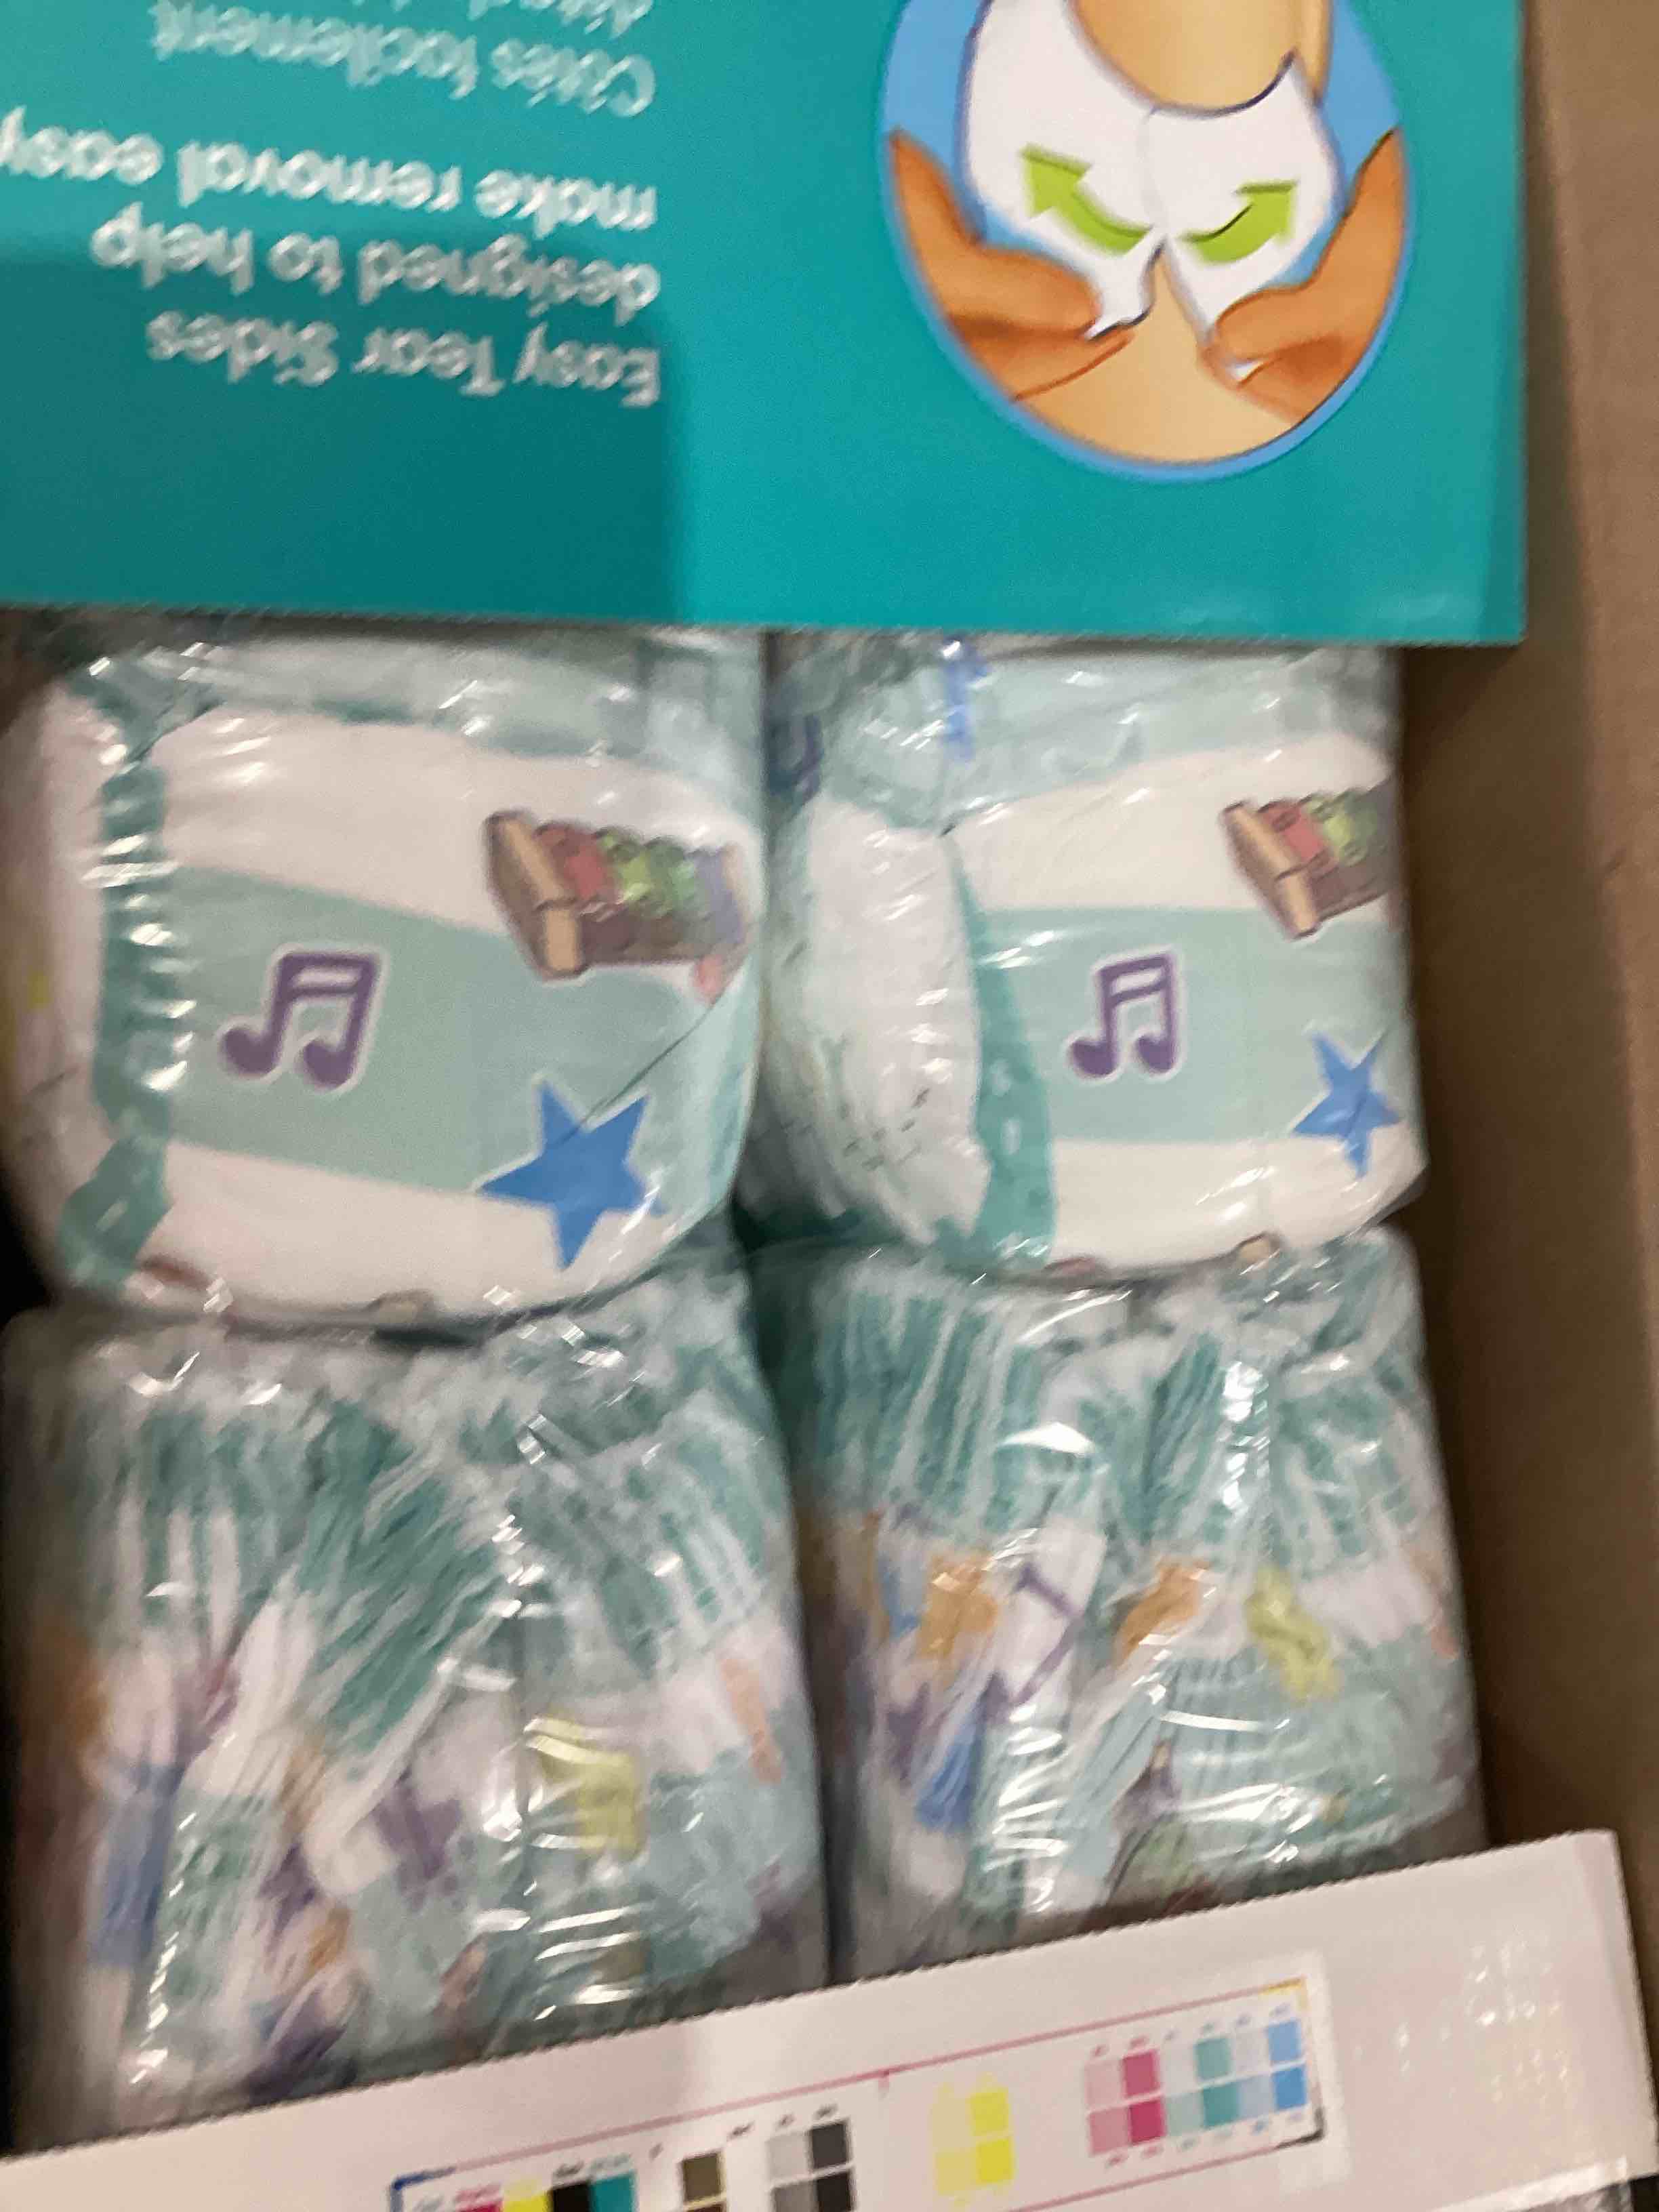 Easy Tear Sides
designed to help
make removal easy
Côtés facilement